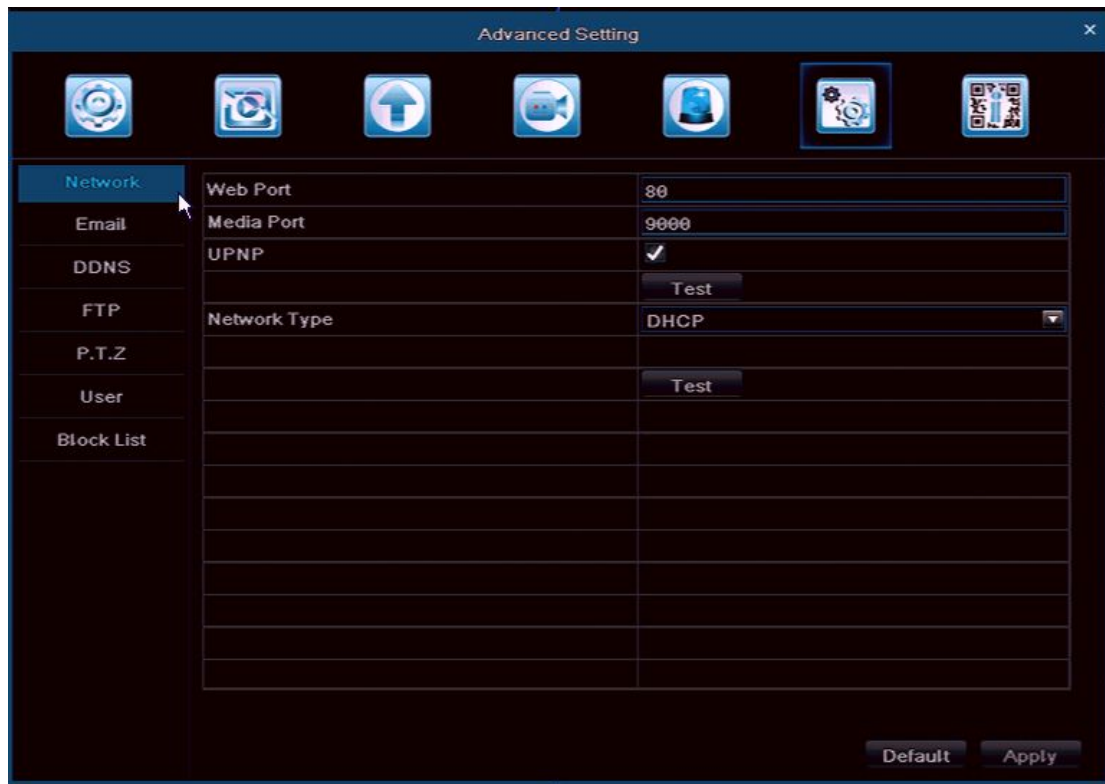 Advanced Setting
Network
Email
DDNS
FTP
P.T.Z
User
Block List
Web Port 80
Media Port 9000
UPNP
Test
Network Type DHCP
Test
Default Apply